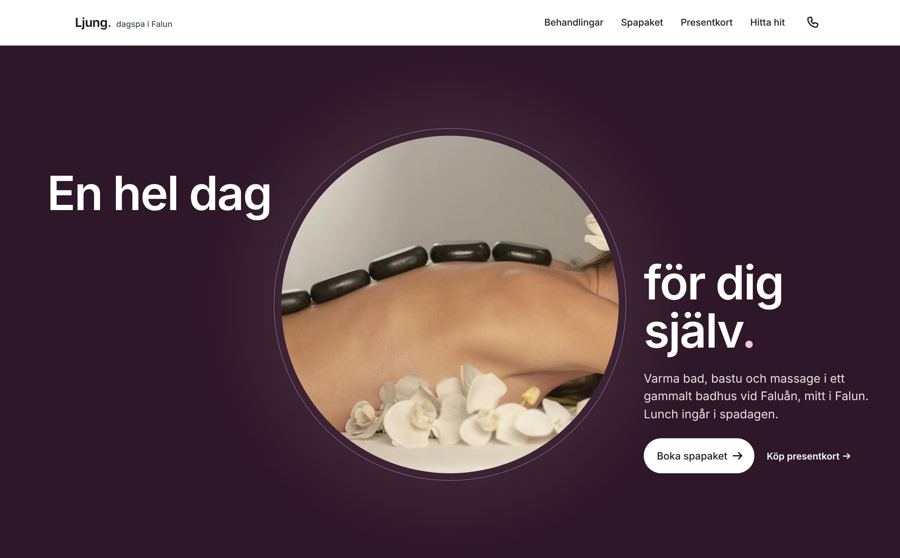 Ljung. dagspa i Falun
Behandlingar Spapaket Presentkort Hitta hit
En hel dag
för dig
själv.
Varma bad, bastu och massage i ett
gammalt badhus vid Faluån, mitt i Falun.
Lunch ingår i spadagen.
Boka spapaket → Köp presentkort →